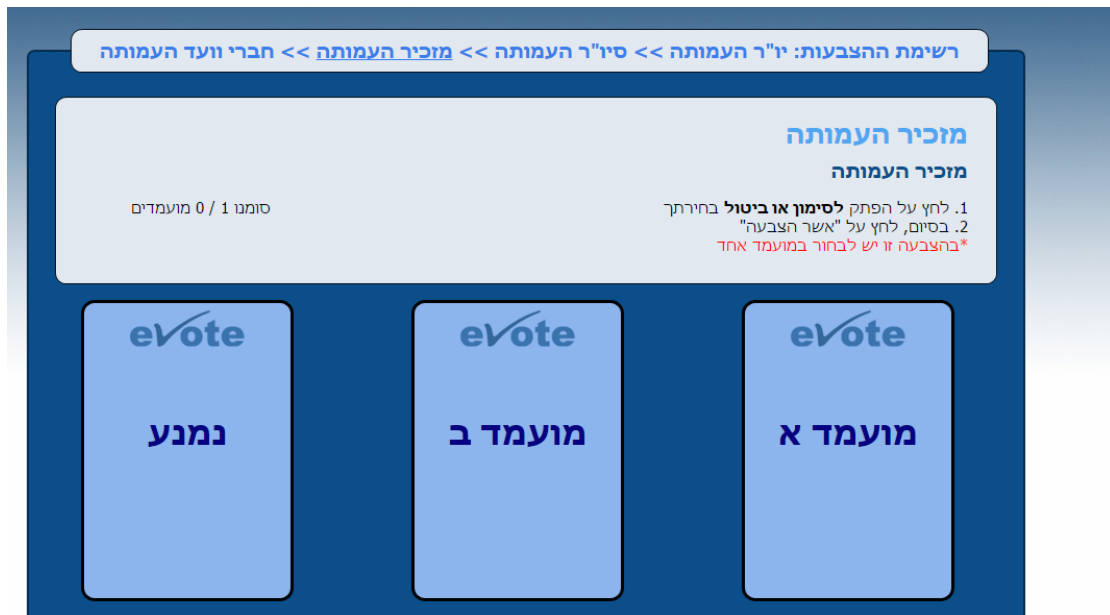 רשימת ההצבעות: יו"ר העמותה >> סיו"ר העמותה >> מזכיר העמותה >> חברי וועד העמותה
מזכיר העמותה
מזכיר העמותה
1. לחץ על הפתק לסימון או ביטול בחירתך
סומנו 1 / 0 מועמדים
2. בסיום, לחץ על "אשר הצבעה"
*בהצבעה זו יש לבחור במועמד אחד
evote
evote
evote
מועמד א
מועמד ב
נמנע